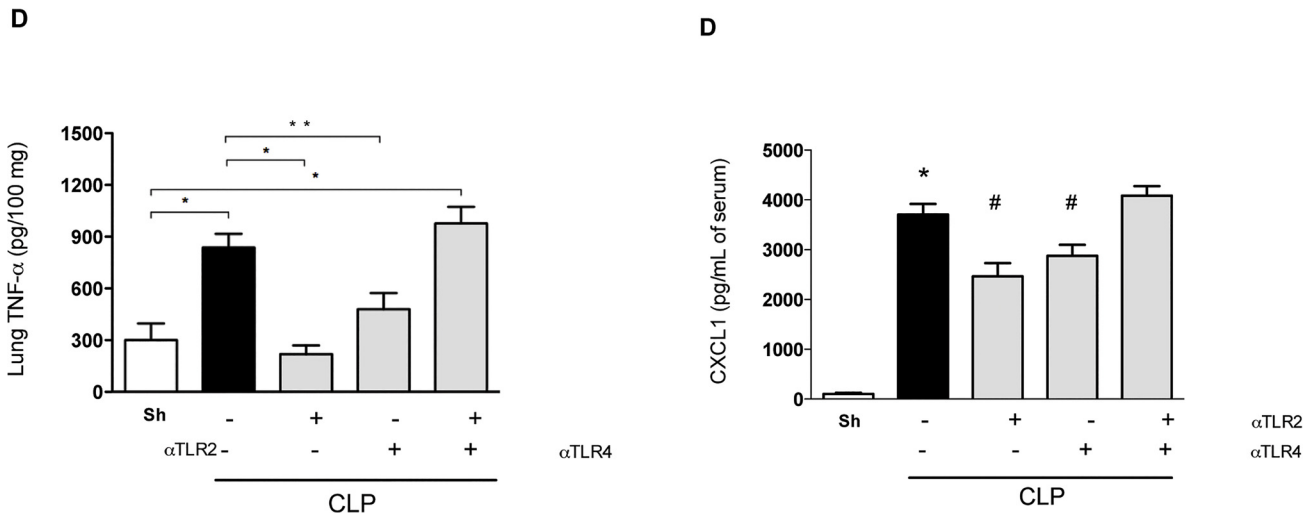 D
Lung TNF-α (pg/100 mg)
1500
1200
900
600
300
0
* *
*
*
*
Sh - + - +
αTLR2 - - + + αTLR4
CLP
D
CXCL1 (pg/mL of serum)
5000
4000
3000
2000
1000
0
*
# #
Sh - + - + αTLR2
- - + + αTLR4
CLP